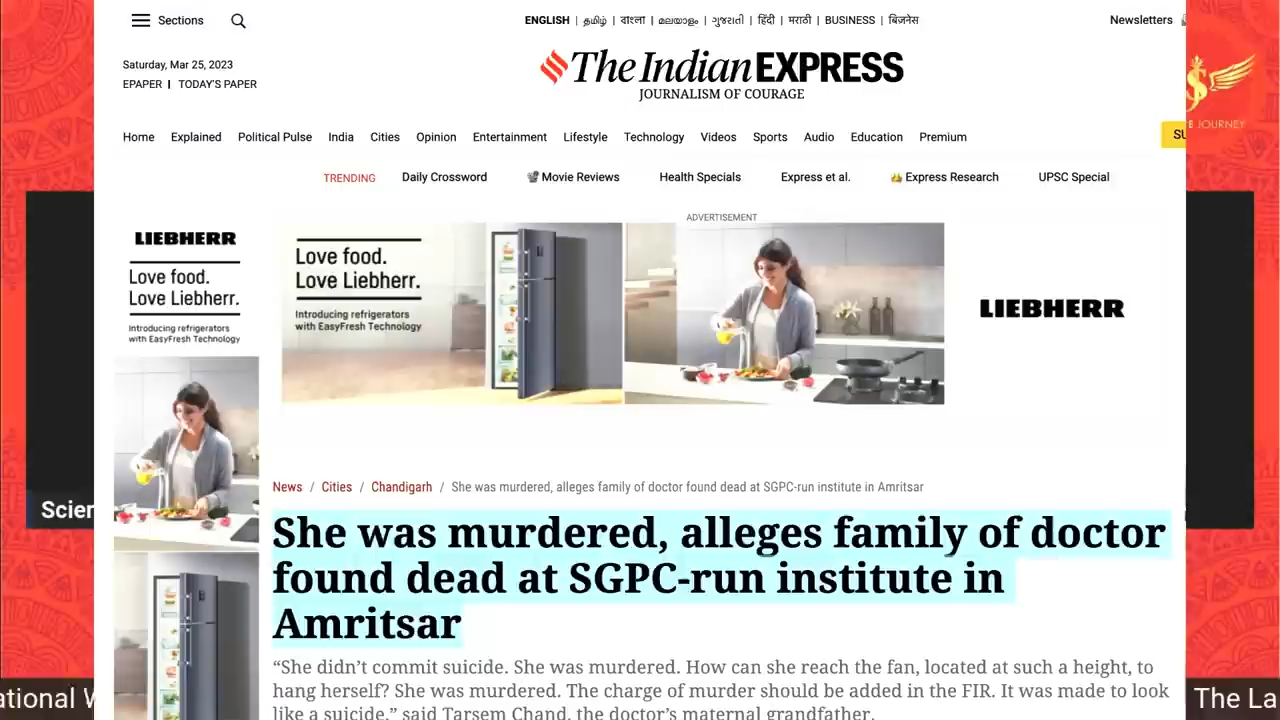 Sections
ENGLISH | தமிழ் | বাংলা | മലയാളം | ગુજરાતી | हिंदी | मराठी | BUSINESS | बिजनेस
Newsletters
Saturday, Mar 25, 2023
EPAPER | TODAY'S PAPER
The Indian EXPRESS
JOURNALISM OF COURAGE
JOURNEY
Home Explained Political Pulse India Cities Opinion Entertainment Lifestyle Technology Videos Sports Audio Education Premium
TRENDING Daily Crossword Movie Reviews Health Specials Express et al. Express Research UPSC Special
ADVERTISEMENT
LIEBHERR
Love food.
Love Liebherr.
Introducing refrigerators
with EasyFresh Technology
Love food.
Love Liebherr.
Introducing refrigerators
with EasyFresh Technology
LIEBHERR
News / Cities / Chandigarh / She was murdered, alleges family of doctor found dead at SGPC-run institute in Amritsar
She was murdered, alleges family of doctor
found dead at SGPC-run institute in
Amritsar
“She didn’t commit suicide. She was murdered. How can she reach the fan, located at such a height, to
hang herself? She was murdered. The charge of murder should be added in the FIR. It was made to look
like a suicide,” said Tarsem Chand, the doctor’s maternal grandfather.
The La